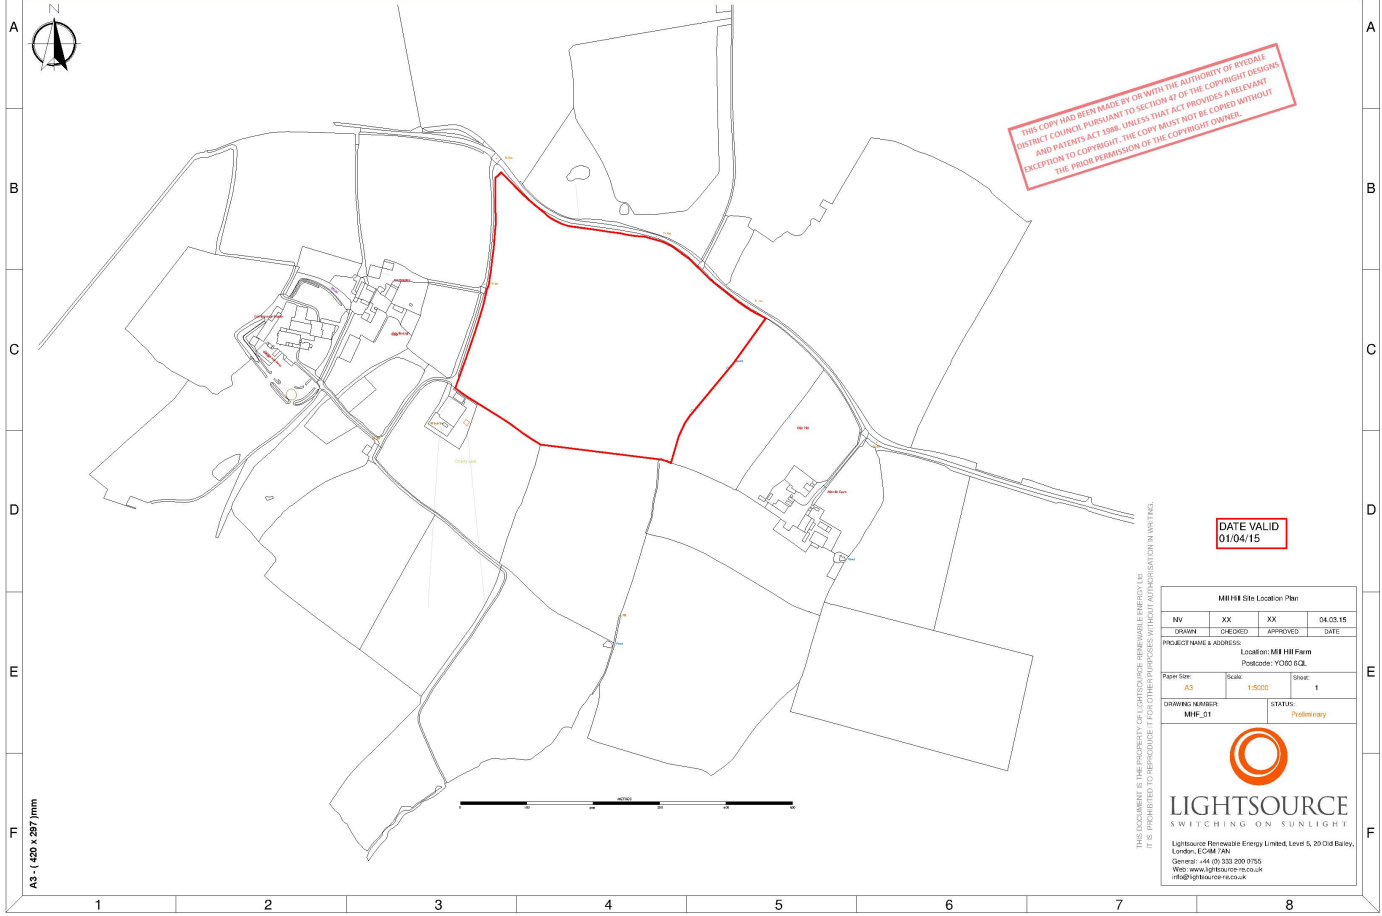 N
A
B
C
D
E
F
A
B
C
D
E
F
1
2
3
4
5
6
7
8
A3 - ( 420 x 297 )mm
THIS COPY HAD BEEN MADE BY OR WITH THE AUTHORITY OF RYEDALE
DISTRICT COUNCIL PURSUANT TO SECTION 47 OF THE COPYRIGHT DESIGNS
AND PATENTS ACT 1988. UNLESS THAT ACT PROVIDES A RELEVANT
EXCEPTION TO COPYRIGHT, THE COPY MUST NOT BE COPIED WITHOUT
THE PRIOR PERMISSION OF THE COPYRIGHT OWNER.
DATE VALID
01/04/15
THIS DOCUMENT IS THE PROPERTY OF LIGHTSOURCE RENEWABLE ENERGY Ltd
IT IS PROHIBITED TO REPRODUCE IT FOR OTHER PURPOSES WITHOUT AUTHORISATION IN WRITING.
Mill Hill Site Location Plan
NV XX XX 04.03.15
DRAWN CHECKED APPROVED DATE
PROJECT NAME & ADDRESS:
Location: Mill Hill Farm
Postcode: YO60 6QL
Paper Size: Scale: Sheet:
A3 1:5000 1
DRAWING NUMBER: STATUS:
MHF_01 Preliminary
LIGHTSOURCE
SWITCHING ON SUNLIGHT
Lightsource Renewable Energy Limited, Level 5, 20 Old Bailey,
London, EC4M 7AN
General: +44 (0) 333 200 0755
Web: www.lightsource-re.co.uk
info@lightsource-re.co.uk
METRES